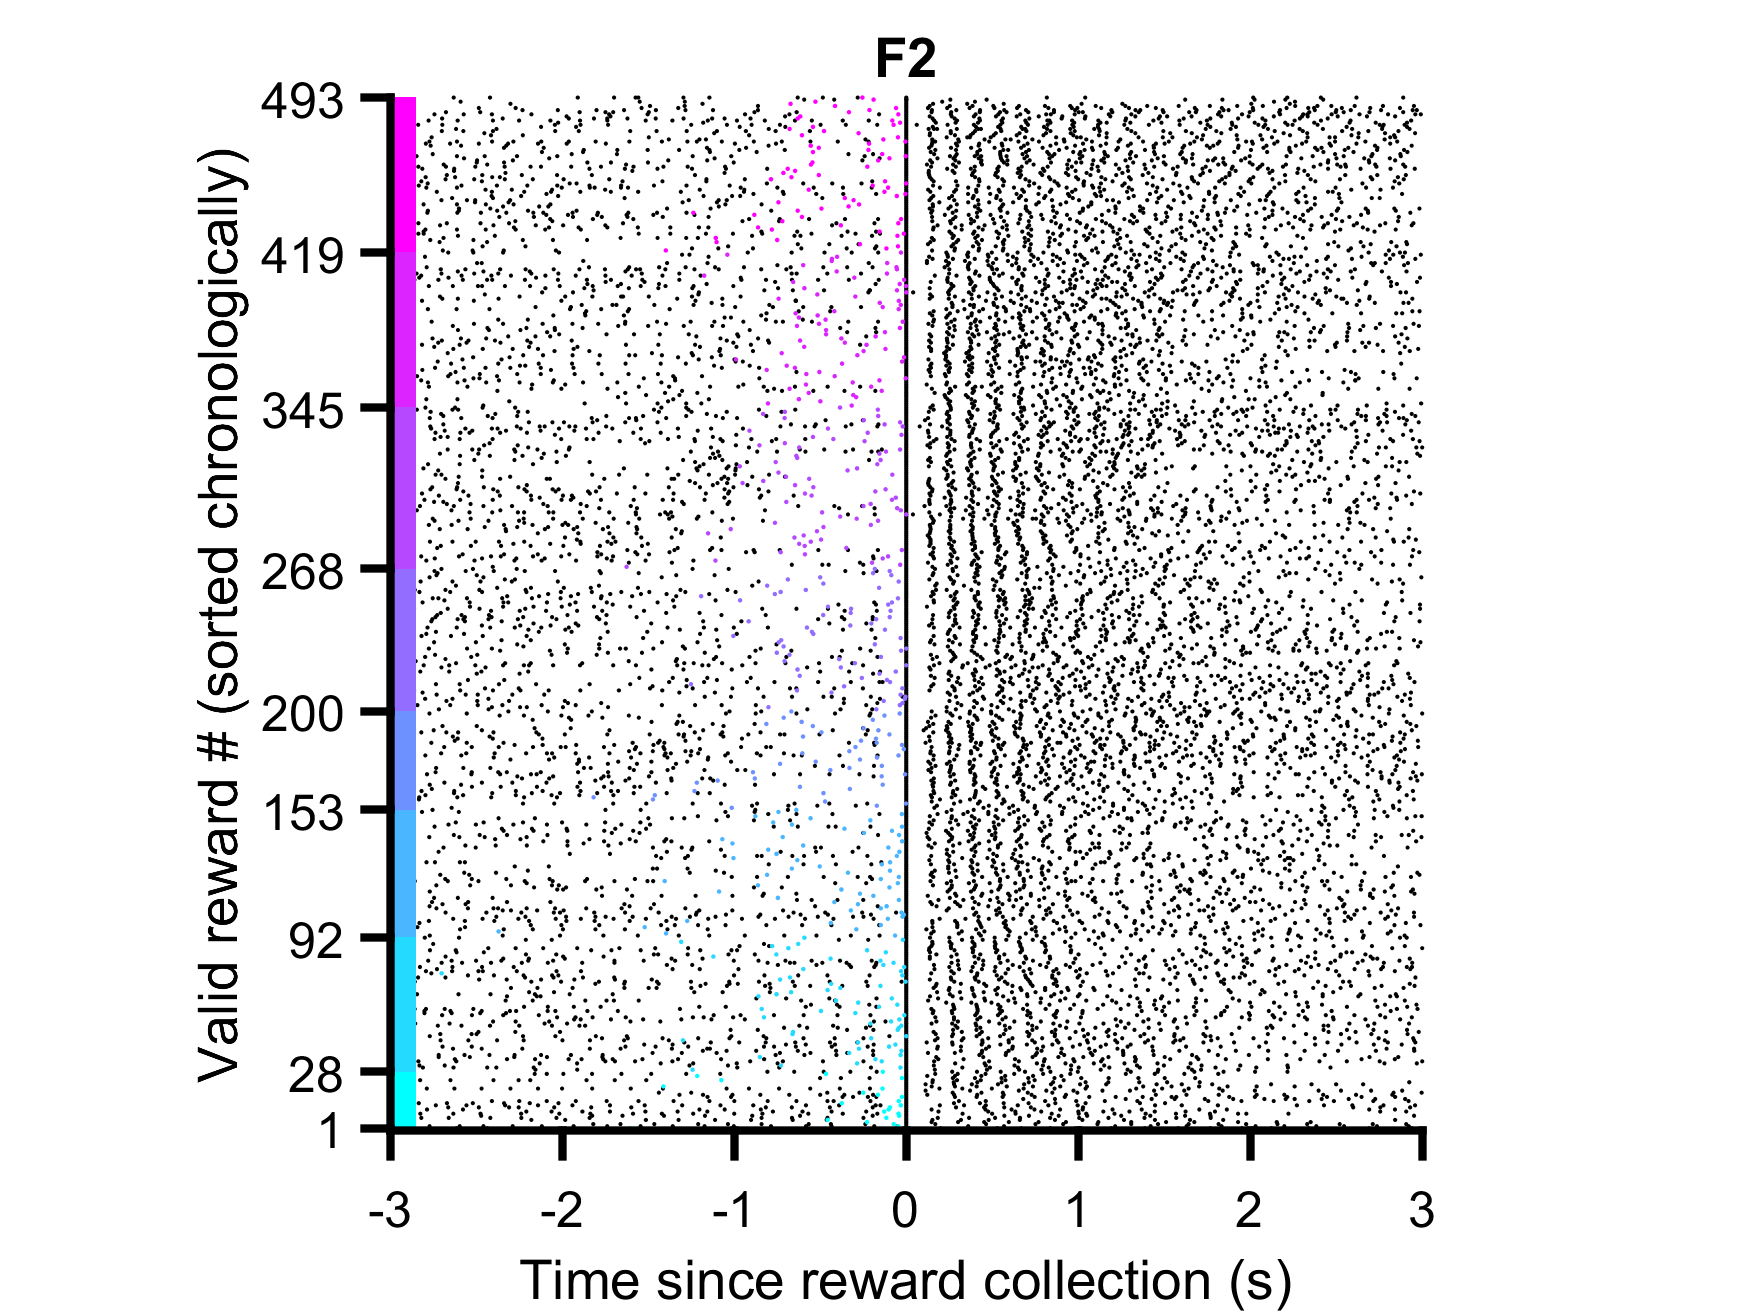 F2
Valid reward # (sorted chronologically)
493
419
345
268
200
153
92
28
1
-3 -2 -1 0 1 2 3
Time since reward collection (s)